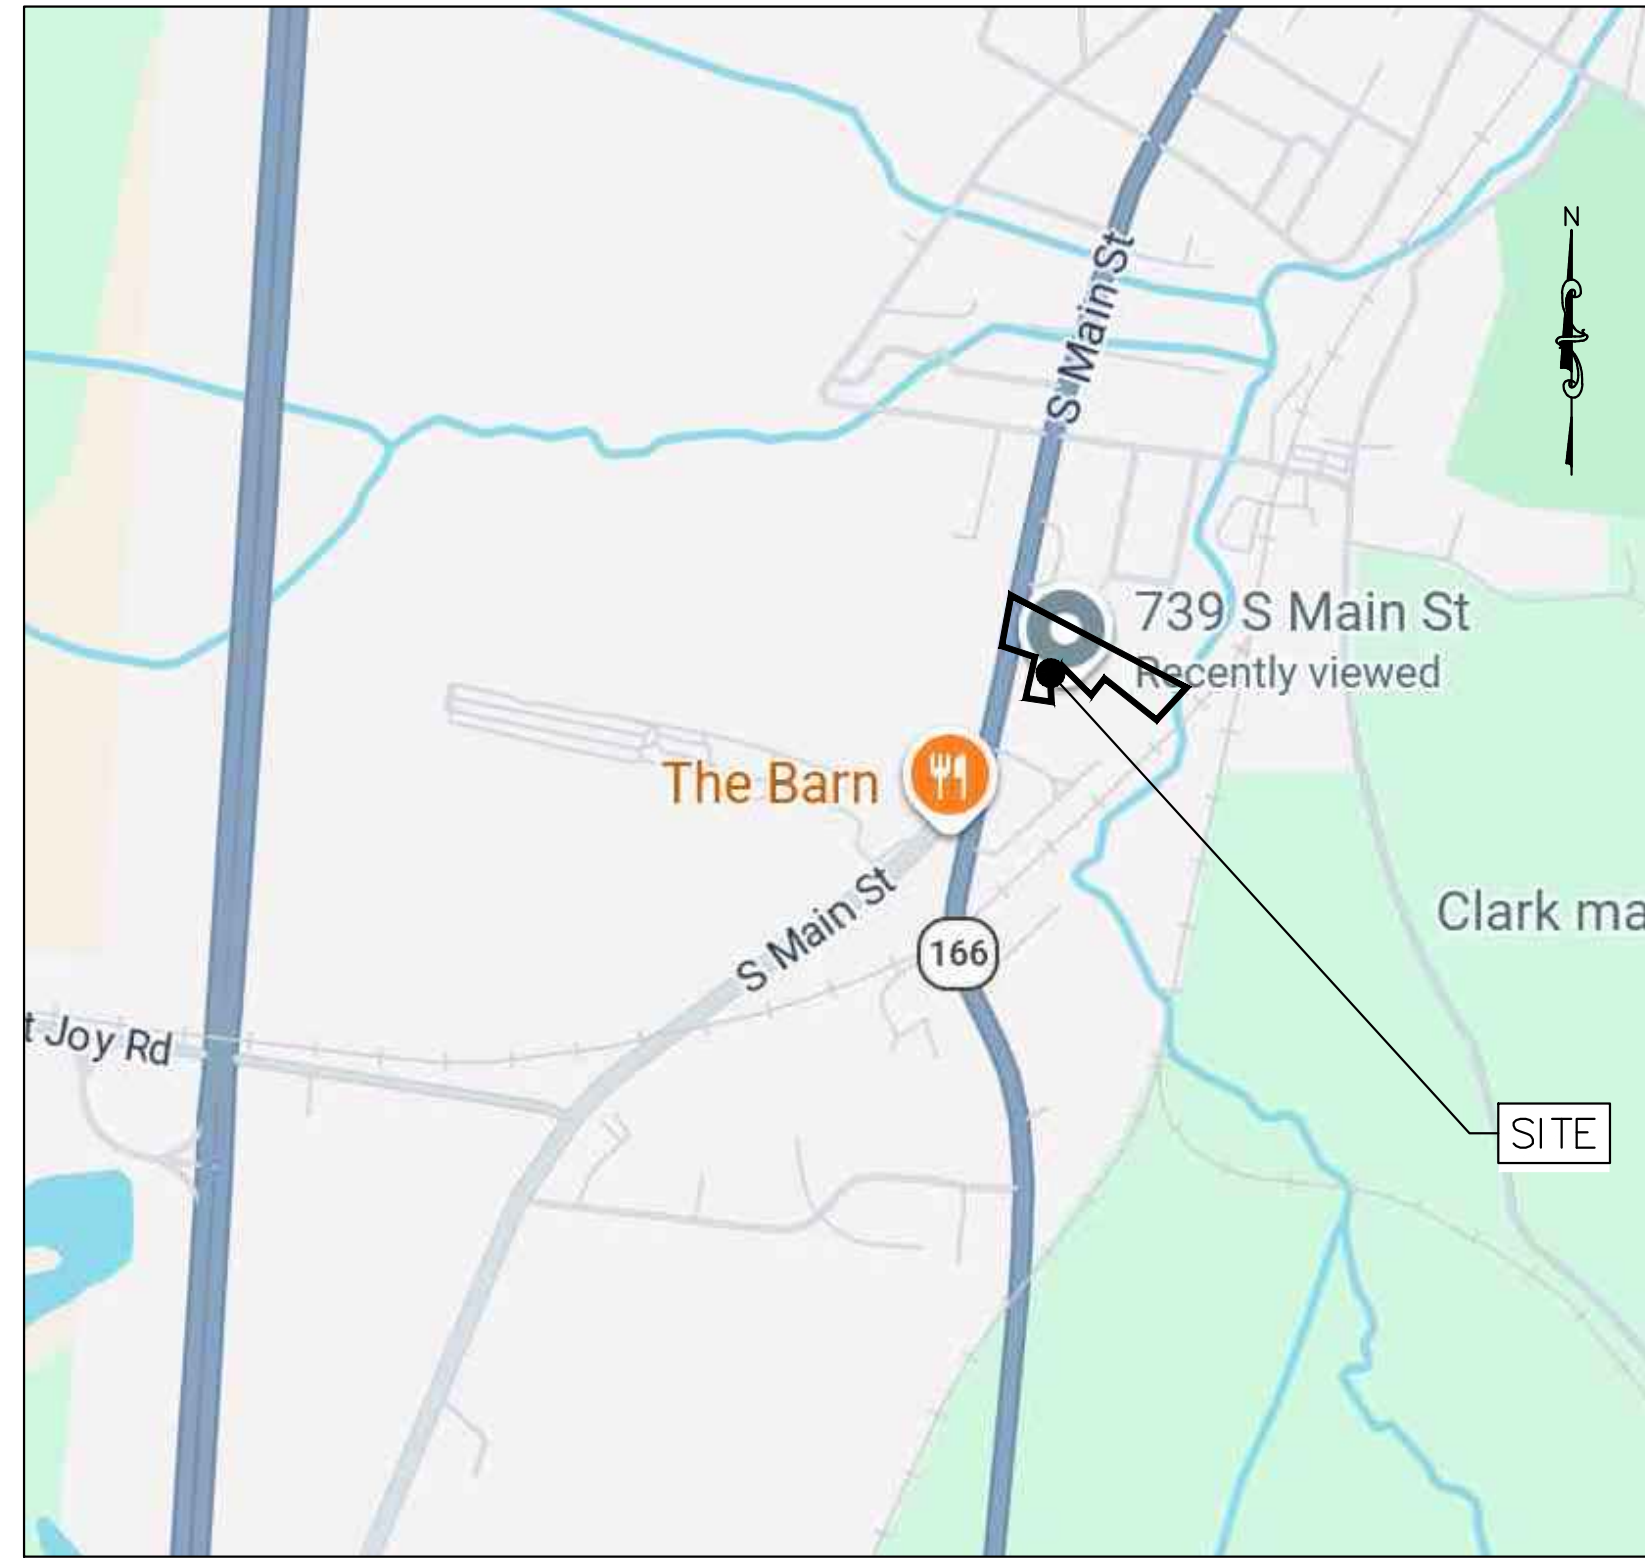 N
S Main St
739 S Main St
Recently viewed
The Barn
S Main St
Clark ma
166
t Joy Rd
SITE